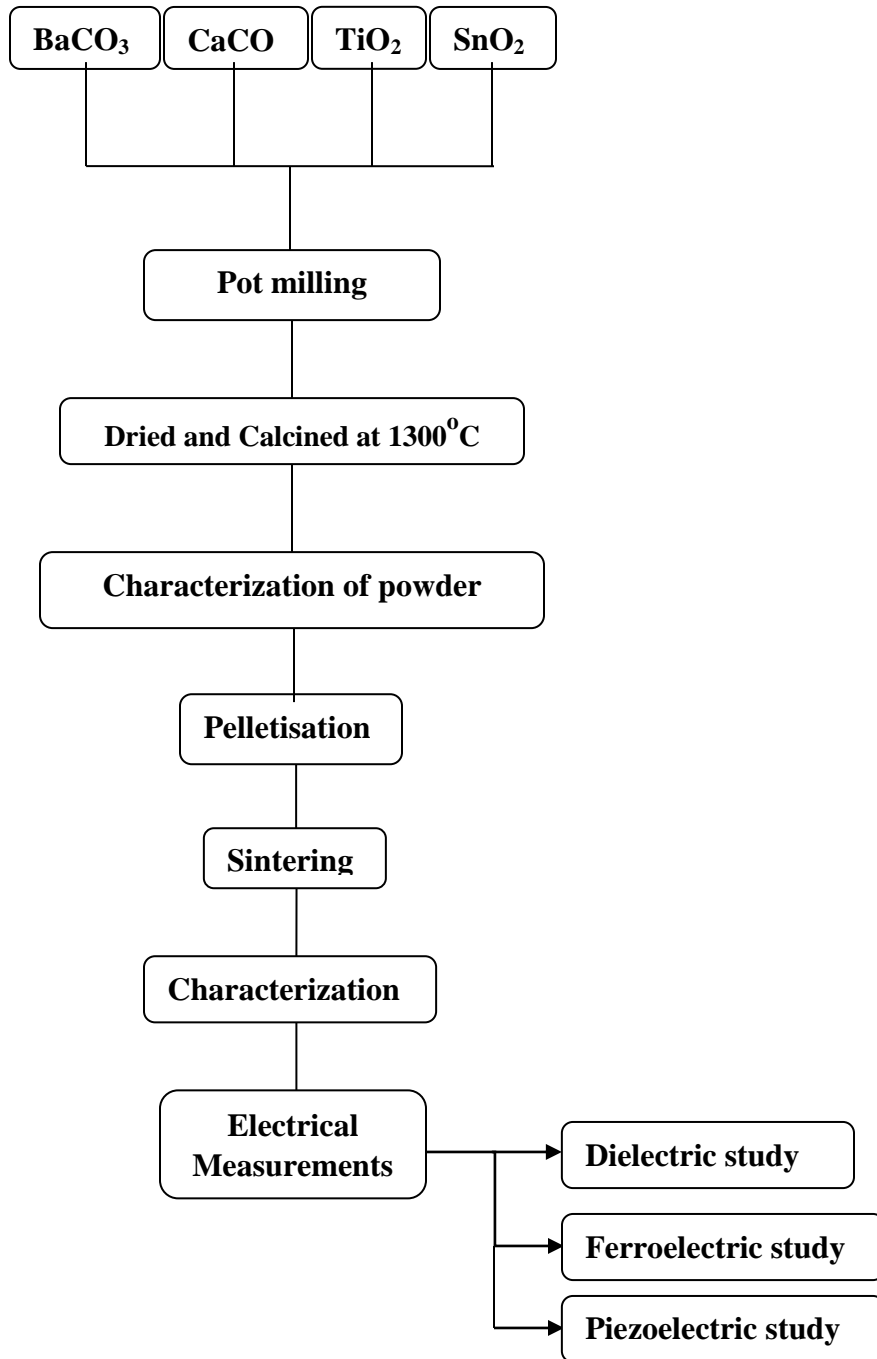 BaCO₃ CaCO TiO₂ SnO₂
Pot milling
Dried and Calcined at 1300°C
Characterization of powder
Pelletisation
Sintering
Characterization
Electrical
Measurements
Dielectric study
Ferroelectric study
Piezoelectric study